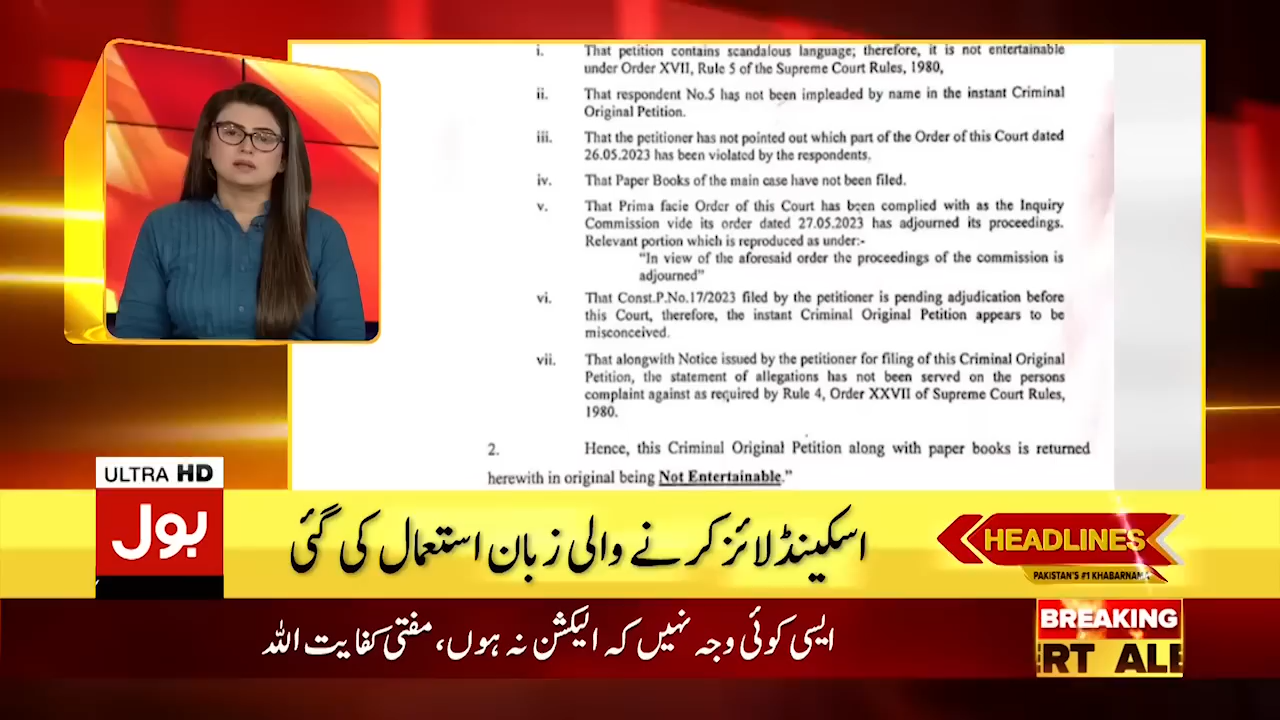 i. That petition contains scandalous language; therefore, it is not entertainable
under Order XVII, Rule 5 of the Supreme Court Rules, 1980,
ii. That respondent No.5 has not been impleaded by name in the instant Criminal
Original Petition.
iii. That the petitioner has not pointed out which part of the Order of this Court dated
26.05.2023 has been violated by the respondents.
iv. That Paper Books of the main case have not been filed.
v. That Prima facie Order of this Court has been complied with as the Inquiry
Commission vide its order dated 27.05.2023 has adjourned its proceedings.
Relevant portion which is reproduced as under:-
"In view of the aforesaid order the proceedings of the commission is
adjourned"
vi. That Const.P.No.17/2023 filed by the petitioner is pending adjudication before
this Court, therefore, the instant Criminal Original Petition appears to be
misconceived.
vii. That alongwith Notice issued by the petitioner for filing of this Criminal Original
Petition, the statement of allegations has not been served on the persons
complaint against as required by Rule 4, Order XXVII of Supreme Court Rules,
1980.
2. Hence, this Criminal Original Petition along with paper books is returned
herewith in original being Not Entertainable."
ULTRA HD
بول
اسکینڈلائز کرنے والی زبان استعمال کی گئی
HEADLINES
PAKISTAN'S #1 KHABARNAMA
ایسی کوئی وجہ نہیں کہ الیکشن نہ ہوں، مفتی کفایت اللہ
BREAKING
ERT ALE